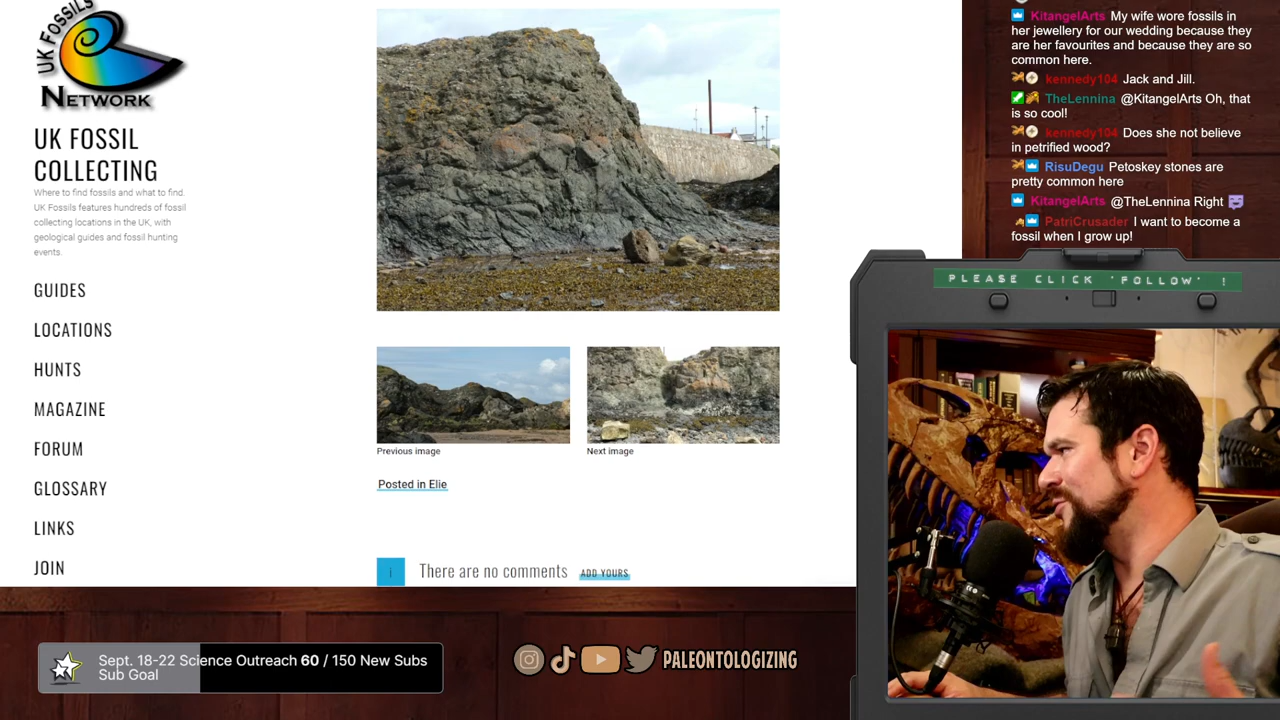 UK FOSSILS
NETWORK
UK FOSSIL
COLLECTING
Where to find fossils and what to find.
UK Fossils features hundreds of fossil
collecting locations in the UK, with
geological guides and fossil hunting
events.
GUIDES
LOCATIONS
HUNTS
MAGAZINE
FORUM
GLOSSARY
LINKS
JOIN
Previous image
Next image
Posted in Elie
There are no comments ADD YOURS
KitangelArts My wife wore fossils in
her jewellery for our wedding because they
are her favourites and because they are so
common here.
kennedy104 Jack and Jill.
TheLennina @KitangelArts Oh, that
is so cool!
kennedy104 Does she not believe
in petrified wood?
RisuDegu Petoskey stones are
pretty common here
KitangelArts @TheLennina Right
PatriCrusader I want to become a
fossil when I grow up!
PLEASE CLICK "FOLLOW" !
Sept. 18-22 Science Outreach 60 / 150 New Subs
Sub Goal
PALEONTOLOGIZING